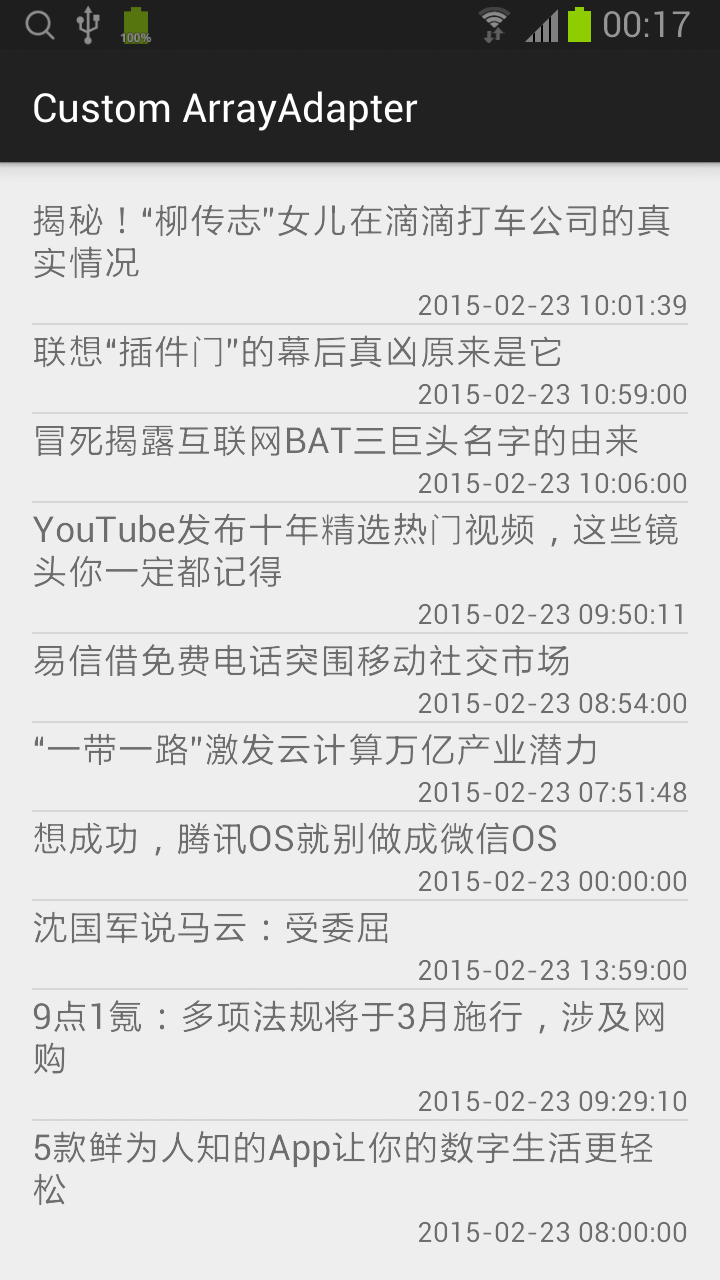 100%
00:17
Custom ArrayAdapter
揭秘！“柳传志”女儿在滴滴打车公司的真
实情况
2015-02-23 10:01:39
联想“插件门”的幕后真凶原来是它
2015-02-23 10:59:00
冒死揭露互联网BAT三巨头名字的由来
2015-02-23 10:06:00
YouTube发布十年精选热门视频，这些镜
头你一定都记得
2015-02-23 09:50:11
易信借免费电话突围移动社交市场
2015-02-23 08:54:00
“一带一路”激发云计算万亿产业潜力
2015-02-23 07:51:48
想成功，腾讯OS就别做成微信OS
2015-02-23 00:00:00
沈国军说马云：受委屈
2015-02-23 13:59:00
9点1氪：多项法规将于3月施行，涉及网
购
2015-02-23 09:29:10
5款鲜为人知的App让你的数字生活更轻
松
2015-02-23 08:00:00